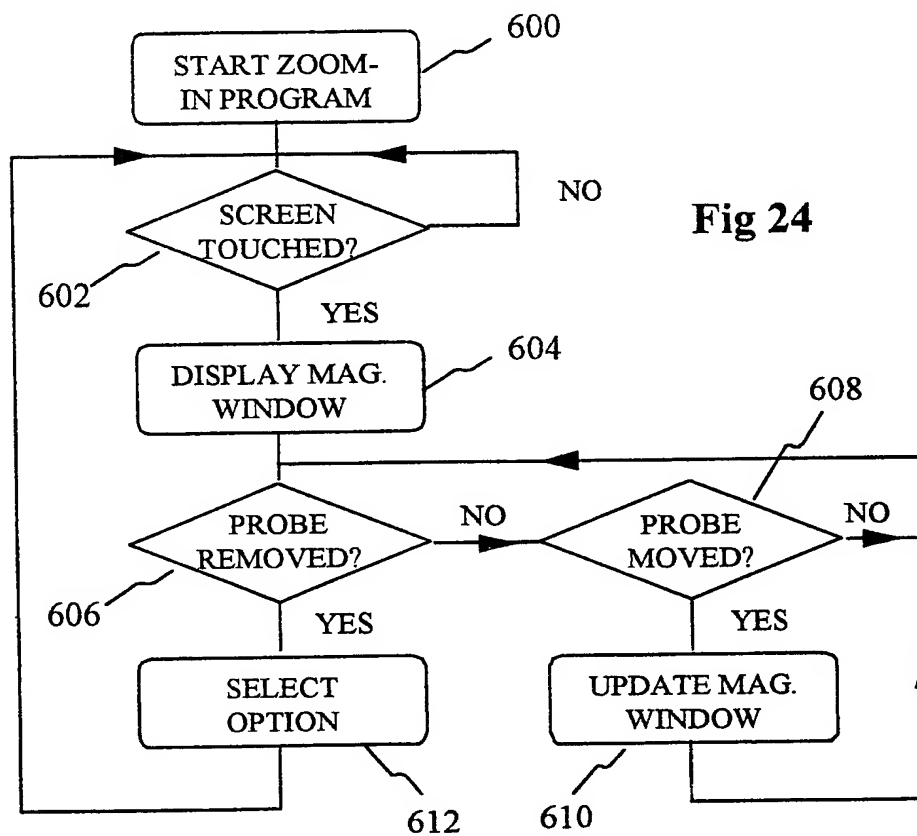 600
START ZOOM-
IN PROGRAM
NO
Fig 24
SCREEN
TOUCHED?
602
YES
604
DISPLAY MAG.
WINDOW
608
PROBE
REMOVED?
NO
PROBE
MOVED?
NO
606
YES
YES
SELECT
OPTION
UPDATE MAG.
WINDOW
612
610